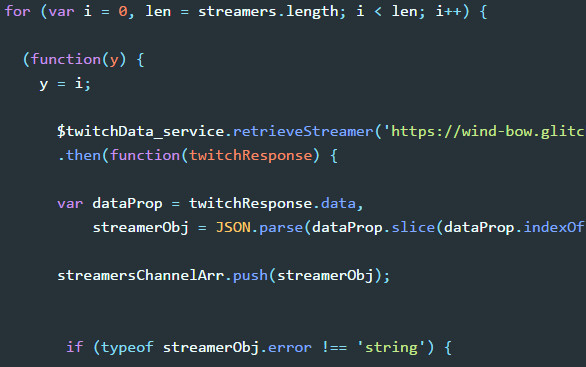 for (var i = 0, len = streamers.length; i < len; i++) {
(function(y) {
y = i;
$twitchData_service.retrieveStreamer('https://wind-bow.glitc
.then(function(twitchResponse) {
var dataProp = twitchResponse.data,
streamerObj = JSON.parse(dataProp.slice(dataProp.indexOf
streamersChannelArr.push(streamerObj);
if (typeof streamerObj.error !== 'string') {